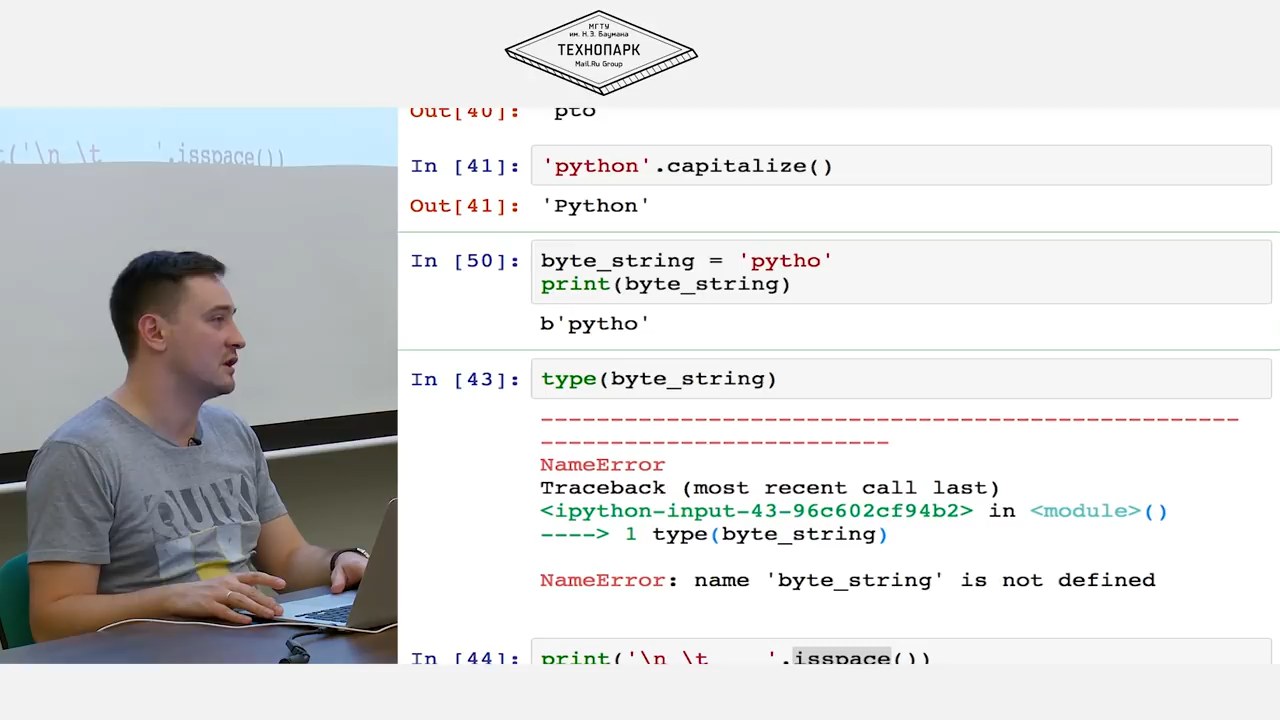 МГТУ
им. Н.Э. Баумана
ТЕХНОПАРК
Mail.Ru Group
t('\n \t      '.isspace())
QUIK
Out[40]: pto
In [41]: 'python'.capitalize()
Out[41]: 'Python'
In [50]: byte_string = 'pytho'
print(byte_string)
b'pytho'
In [43]: type(byte_string)
---------------------------------------------------------------------------
NameError
Traceback (most recent call last)
<ipython-input-43-96c602cf94b2> in <module>()
----> 1 type(byte_string)
NameError: name 'byte_string' is not defined
In [44]: print('\n \t      '.isspace())